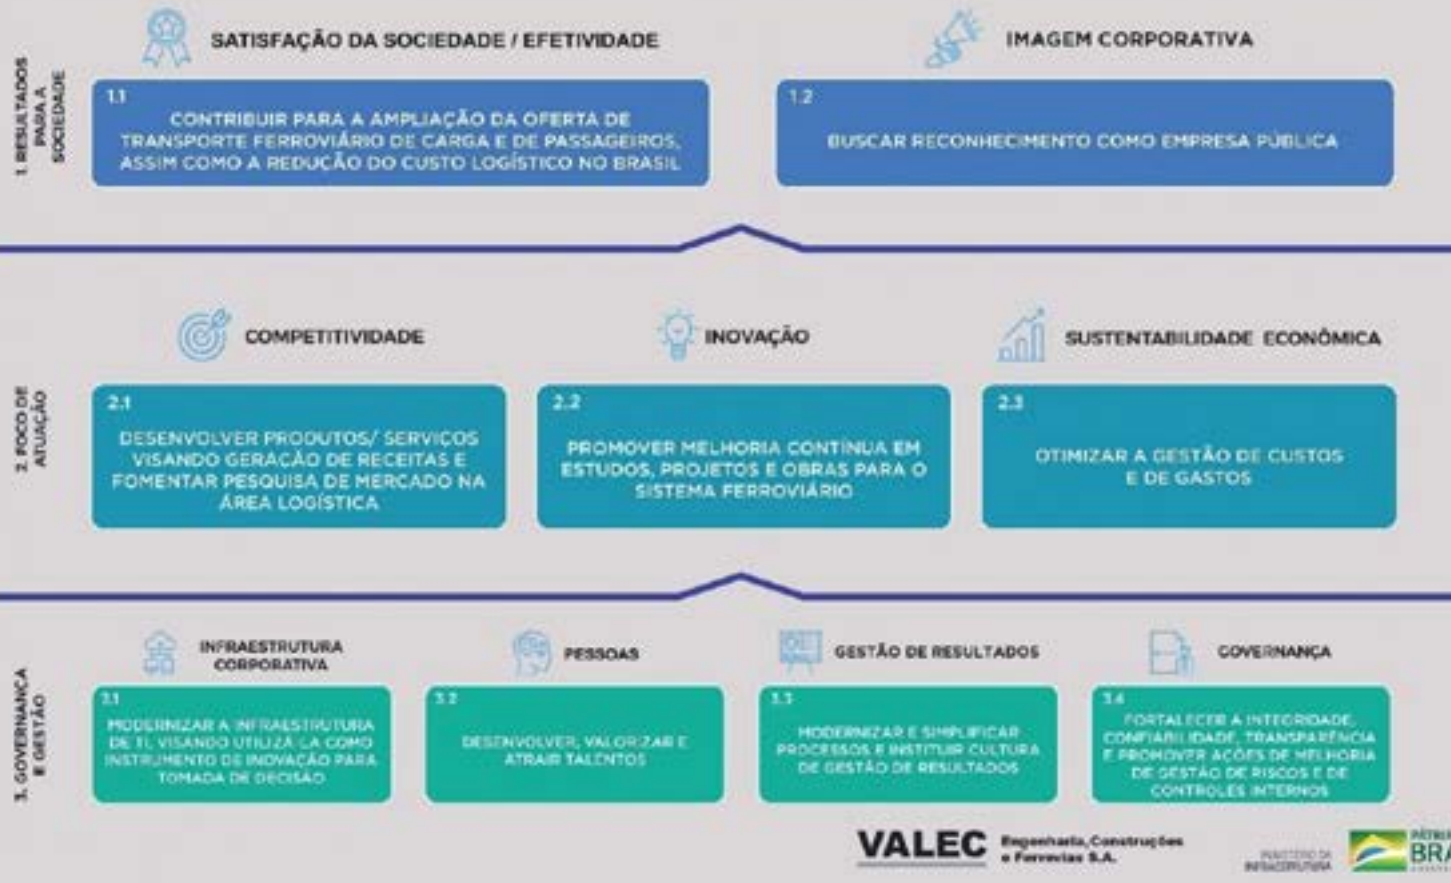 1. RESULTADOS
PARA A
SOCIEDADE
SATISFAÇÃO DA SOCIEDADE / EFETIVIDADE
1.1
CONTRIBUIR PARA A AMPLIAÇÃO DA OFERTA DE
TRANSPORTE FERROVIÁRIO DE CARGA E DE PASSAGEIROS,
ASSIM COMO A REDUÇÃO DO CUSTO LOGÍSTICO NO BRASIL
IMAGEM CORPORATIVA
1.2
BUSCAR RECONHECIMENTO COMO EMPRESA PÚBLICA
2. FOCO DE
ATUAÇÃO
COMPETITIVIDADE
2.1
DESENVOLVER PRODUTOS/ SERVIÇOS
VISANDO GERAÇÃO DE RECEITAS E
FOMENTAR PESQUISA DE MERCADO NA
ÁREA LOGÍSTICA
INOVAÇÃO
2.2
PROMOVER MELHORIA CONTÍNUA EM
ESTUDOS, PROJETOS E OBRAS PARA O
SISTEMA FERROVIÁRIO
SUSTENTABILIDADE ECONÔMICA
2.3
OTIMIZAR A GESTÃO DE CUSTOS
E DE GASTOS
3. GOVERNANÇA
E GESTÃO
INFRAESTRUTURA
CORPORATIVA
3.1
MODERNIZAR A INFRAESTRUTURA
DE TI, VISANDO UTILIZÁ LA COMO
INSTRUMENTO DE INOVAÇÃO PARA
TOMADA DE DECISÃO
PESSOAS
3.2
DESENVOLVER, VALORIZAR E
ATRAIR TALENTOS
GESTÃO DE RESULTADOS
3.3
MODERNIZAR E SIMPLIFICAR
PROCESSOS E INSTITUIR CULTURA
DE GESTÃO DE RESULTADOS
GOVERNANÇA
3.4
FORTALECER A INTEGRIDADE,
CONFIABILIDADE, TRANSPARÊNCIA
E PROMOVER AÇÕES DE MELHORIA
DE GESTÃO DE RISCOS E DE
CONTROLES INTERNOS
VALEC
Engenharia, Construções
e Ferrovias S.A.
MINISTÉRIO DA
INFRAESTRUTURA
BRA